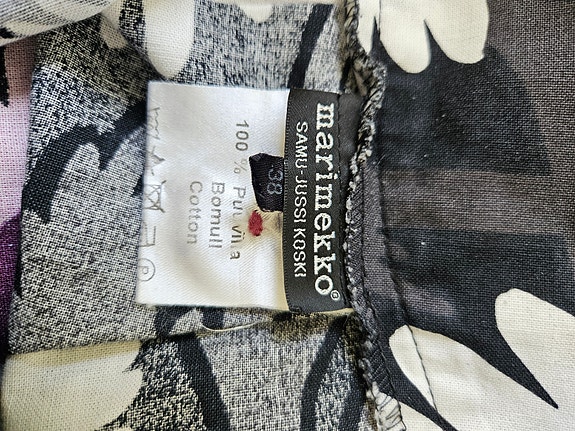 marimekko®
SAMU-JUSSI KOSKI
38
100 % Puuvilla
Bomull
Cotton
P